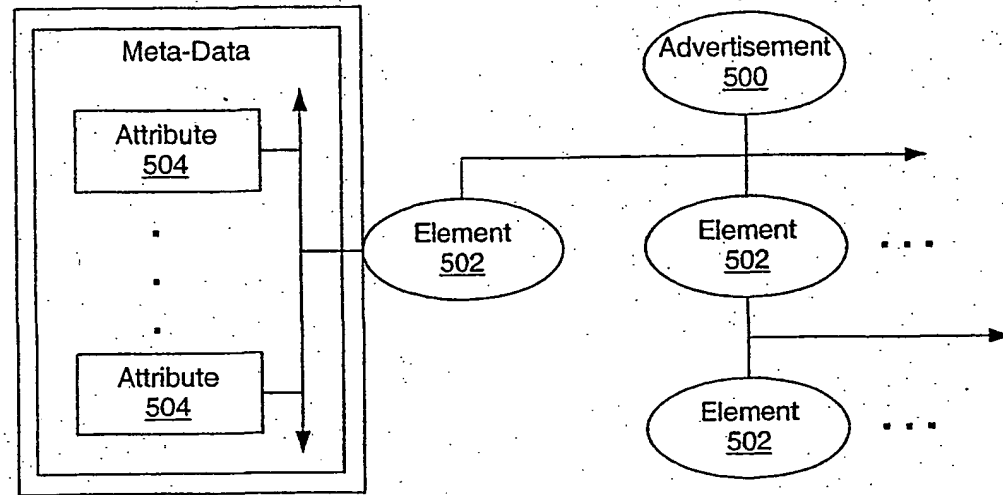 Meta-Data
Attribute
504
Attribute
504
Advertisement
500
Element
502
Element
502
Element
502